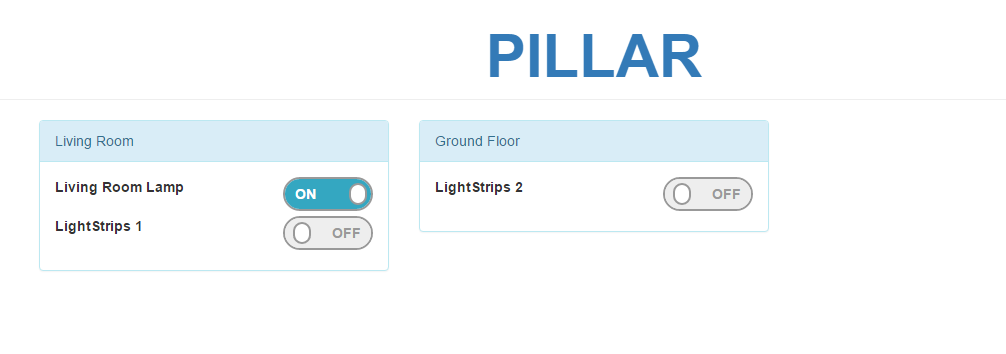 PILLAR
Living Room
Living Room Lamp ON
LightStrips 1 OFF
Ground Floor
LightStrips 2 OFF